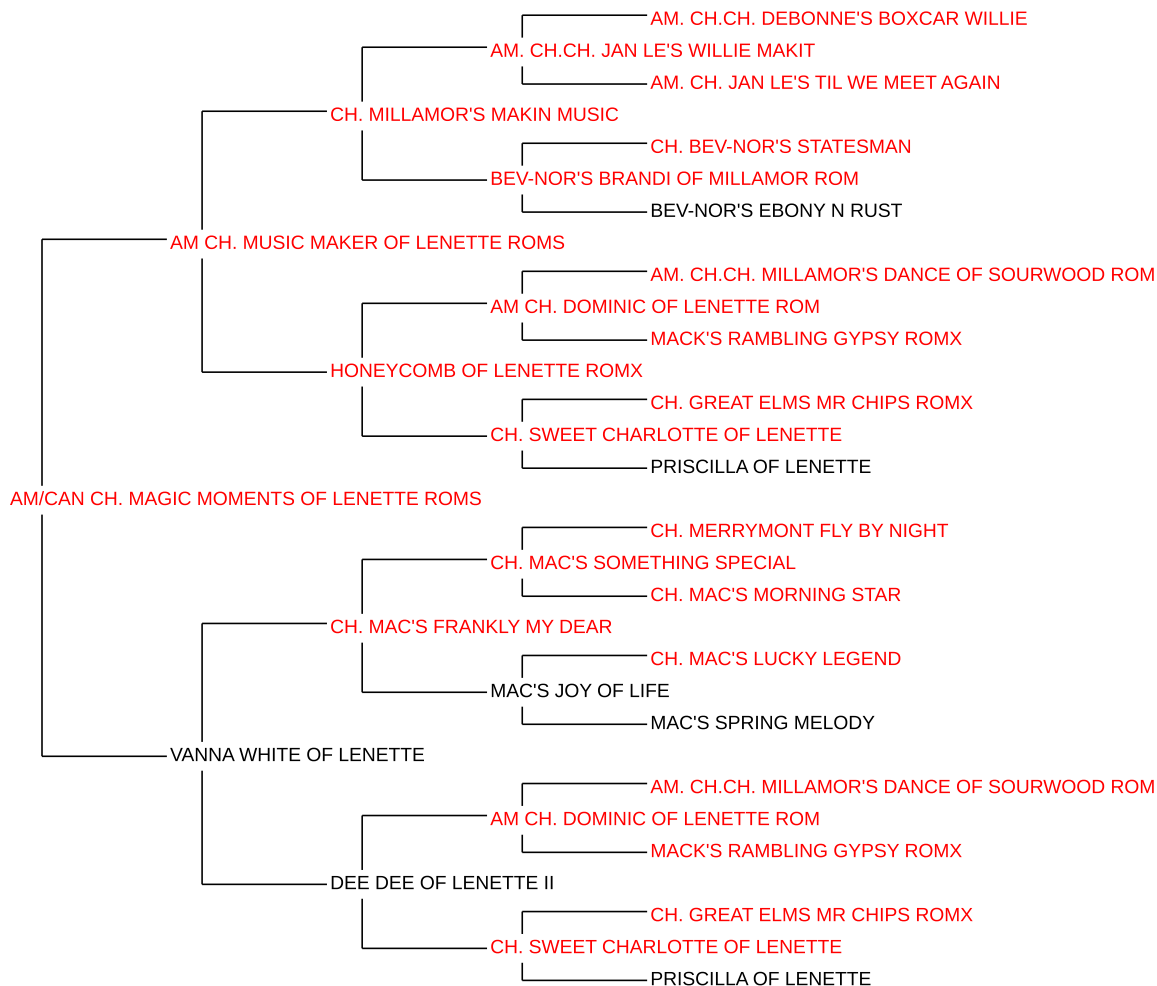 AM. CH.CH. DEBONNE'S BOXCAR WILLIE
AM. CH.CH. JAN LE'S WILLIE MAKIT
AM. CH. JAN LE'S TIL WE MEET AGAIN
CH. MILLAMOR'S MAKIN MUSIC
CH. BEV-NOR'S STATESMAN
BEV-NOR'S BRANDI OF MILLAMOR ROM
BEV-NOR'S EBONY N RUST
AM CH. MUSIC MAKER OF LENETTE ROMS
AM. CH.CH. MILLAMOR'S DANCE OF SOURWOOD ROM
AM CH. DOMINIC OF LENETTE ROM
MACK'S RAMBLING GYPSY ROMX
HONEYCOMB OF LENETTE ROMX
CH. GREAT ELMS MR CHIPS ROMX
CH. SWEET CHARLOTTE OF LENETTE
PRISCILLA OF LENETTE
AM/CAN CH. MAGIC MOMENTS OF LENETTE ROMS
CH. MERRYMONT FLY BY NIGHT
CH. MAC'S SOMETHING SPECIAL
CH. MAC'S MORNING STAR
CH. MAC'S FRANKLY MY DEAR
CH. MAC'S LUCKY LEGEND
MAC'S JOY OF LIFE
MAC'S SPRING MELODY
VANNA WHITE OF LENETTE
AM. CH.CH. MILLAMOR'S DANCE OF SOURWOOD ROM
AM CH. DOMINIC OF LENETTE ROM
MACK'S RAMBLING GYPSY ROMX
DEE DEE OF LENETTE II
CH. GREAT ELMS MR CHIPS ROMX
CH. SWEET CHARLOTTE OF LENETTE
PRISCILLA OF LENETTE